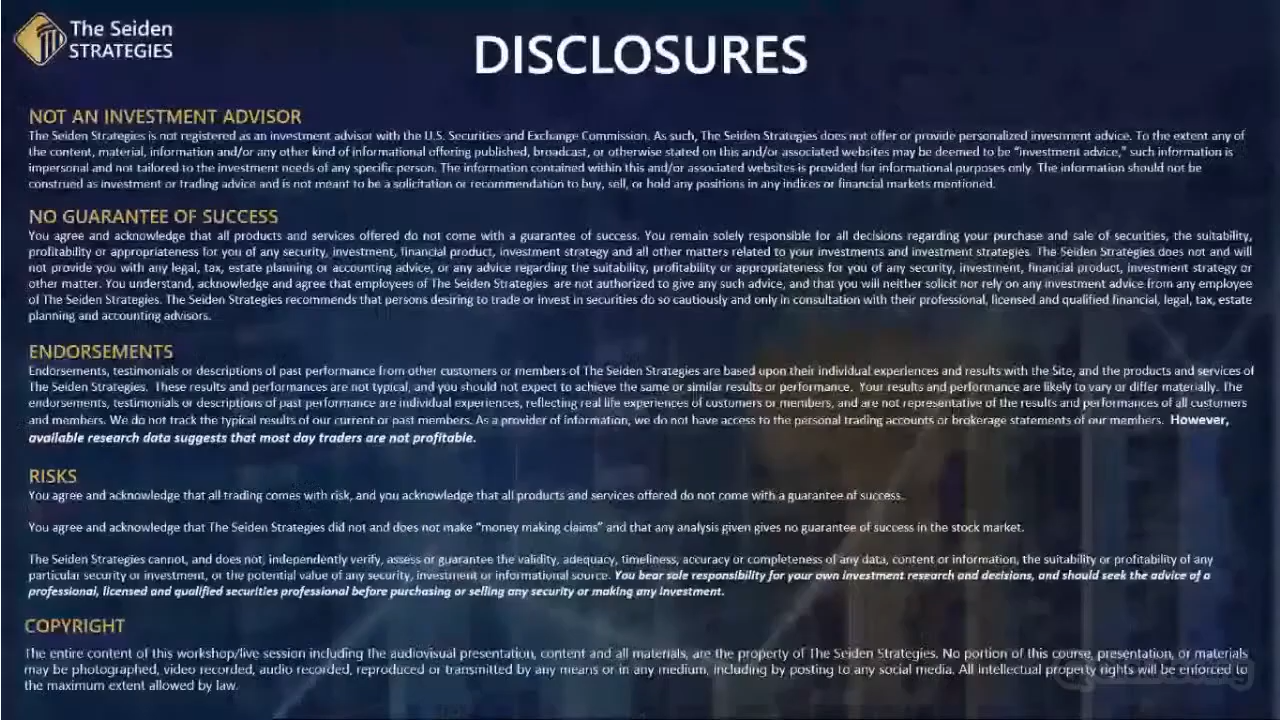 The Seiden
STRATEGIES
DISCLOSURES
NOT AN INVESTMENT ADVISOR
The Seiden Strategies is not registered as an investment advisor with the U.S. Securities and Exchange Commission. As such, The Seiden Strategies does not offer or provide personalized investment advice. To the extent any of
the content, material, information and/or any other kind of informational offering published, broadcast, or otherwise stated on this and/or associated websites may be deemed to be “investment advice,” such information is
impersonal and not tailored to the investment needs of any specific person. The information contained within this and/or associated websites is provided for informational purposes only. The information should not be
construed as investment or trading advice and is not meant to be a solicitation or recommendation to buy, sell, or hold any positions in any indices or financial markets mentioned.
NO GUARANTEE OF SUCCESS
You agree and acknowledge that all products and services offered do not come with a guarantee of success. You remain solely responsible for all decisions regarding your purchase and sale of securities, the suitability,
profitability or appropriateness for you of any security, investment, financial product, investment strategy and all other matters related to your investments and investment strategies. The Seiden Strategies does not and will
not provide you with any legal, tax, estate planning or accounting advice, or any advice regarding the suitability, profitability or appropriateness for you of any security, investment, financial product, investment strategy or
other matter. You understand, acknowledge and agree that employees of The Seiden Strategies are not authorized to give any such advice, and that you will neither solicit nor rely on any investment advice from any employee
of The Seiden Strategies. The Seiden Strategies recommends that persons desiring to trade or invest in securities do so cautiously and only in consultation with their professional, licensed and qualified financial, legal, tax, estate
planning and accounting advisors.
ENDORSEMENTS
Endorsements, testimonials or descriptions of past performance from other customers or members of The Seiden Strategies are based upon their individual experiences and results with the Site, and the products and services of
The Seiden Strategies. These results and performances are not typical, and you should not expect to achieve the same or similar results or performance. Your results and performance are likely to vary or differ materially. The
endorsements, testimonials or descriptions of past performance are individual experiences, reflecting real life experiences of customers or members, and are not representative of the results and performances of all customers
and members. We do not track the typical results of our current or past members. As a provider of information, we do not have access to the personal trading accounts or brokerage statements of our members. However,
available research data suggests that most day traders are not profitable.
RISKS
You agree and acknowledge that all trading comes with risk, and you acknowledge that all products and services offered do not come with a guarantee of success.
You agree and acknowledge that The Seiden Strategies did not and does not make “money making claims” and that any analysis given gives no guarantee of success in the stock market.
The Seiden Strategies cannot, and does not, independently verify, assess or guarantee the validity, adequacy, timeliness, accuracy or completeness of any data, content or information, the suitability or profitability of any
particular security or investment, or the potential value of any security, investment or informational source. You bear sole responsibility for your own investment research and decisions, and should seek the advice of a
professional, licensed and qualified securities professional before purchasing or selling any security or making any investment.
COPYRIGHT
The entire content of this workshop/live session including the audiovisual presentation, content and all materials, are the property of The Seiden Strategies. No portion of this course, presentation, or materials
may be photographed, video recorded, audio recorded, reproduced or transmitted by any means or in any medium, including by posting to any social media. All intellectual property rights will be enforced to
the maximum extent allowed by law.